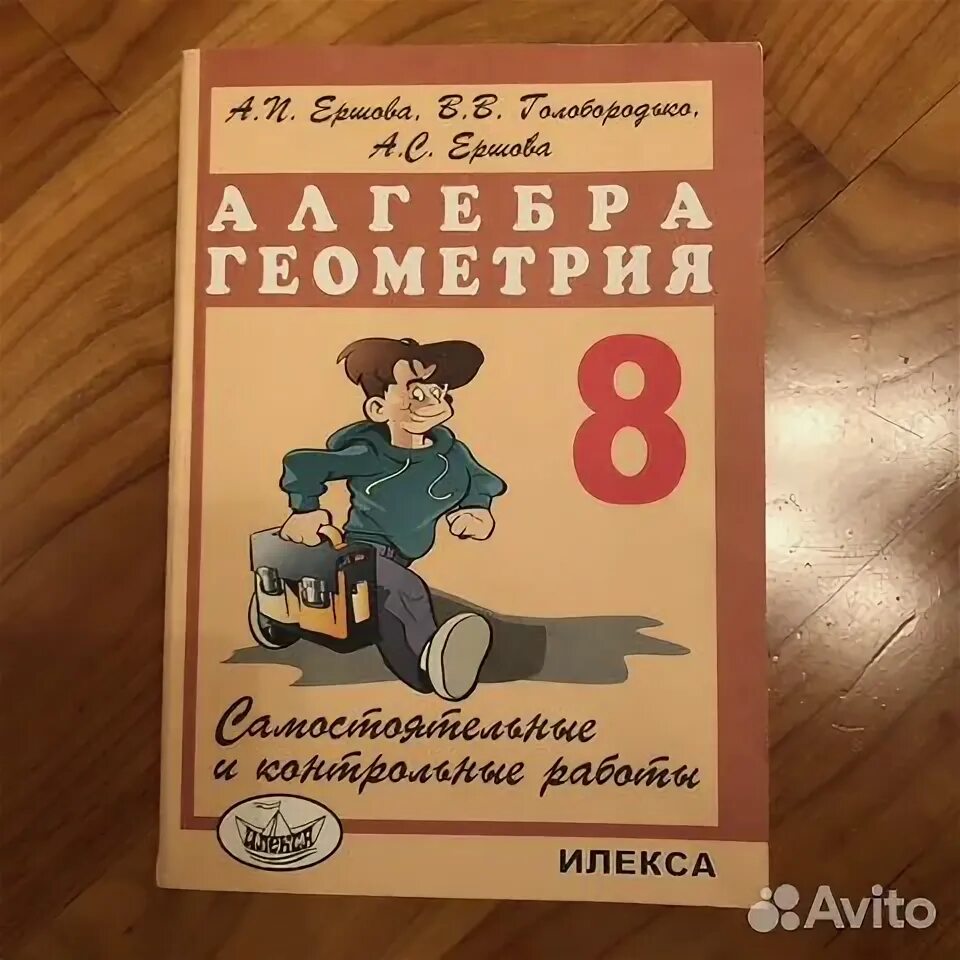 А.П. Ершова, В.В. Голобородько,
А.С. Ершова
АЛГЕБРА
ГЕОМЕТРИЯ
8
Самостоятельные
и контрольные работы
илекса
ИЛЕКСА
Avito